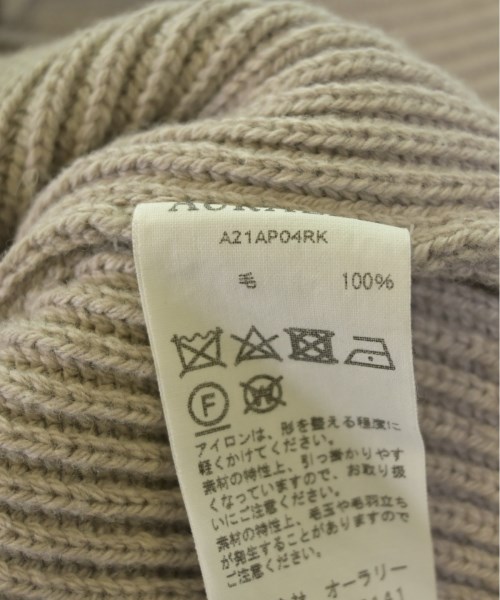 A21AP04RK
毛 100%
F W
アイロンは、形を整える程度に
軽くかけてください。
素材の特性上、引っ掛かりやす
くなっていますので、お取り扱
いにご注意ください。
素材の特性上、毛玉や毛羽立ち
が発生することがありますので
ご注意ください。
オーラリー